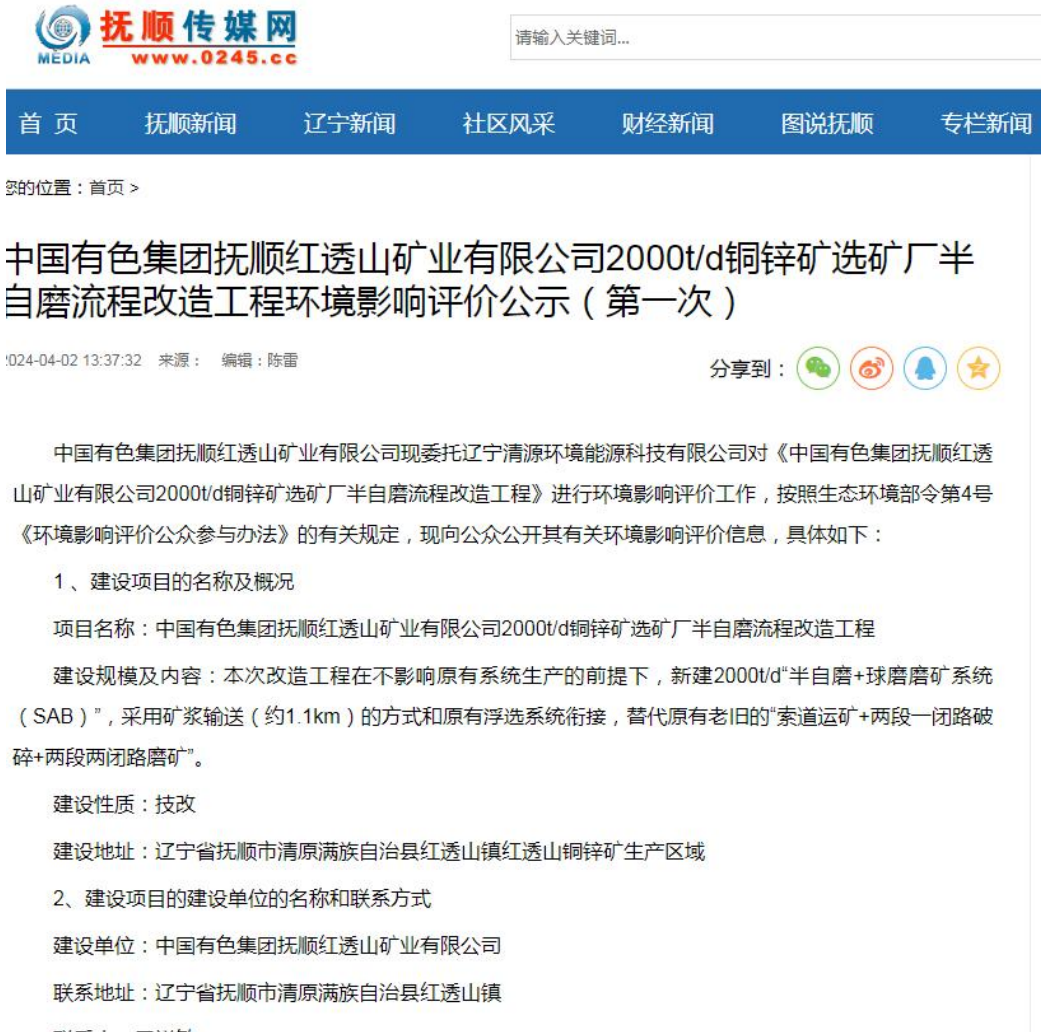 抚顺传媒网
MEDIA
www.0245.cc
请输入关键词...
首 页 抚顺新闻 辽宁新闻 社区风采 财经新闻 图说抚顺 专栏新闻
您的位置：首页 >
中国有色集团抚顺红透山矿业有限公司2000t/d铜锌矿选矿厂半
自磨流程改造工程环境影响评价公示（第一次）
2024-04-02 13:37:32 来源： 编辑：陈雷
分享到：
中国有色集团抚顺红透山矿业有限公司现委托辽宁清源环境能源科技有限公司对《中国有色集团抚顺红透
山矿业有限公司2000t/d铜锌矿选矿厂半自磨流程改造工程》进行环境影响评价工作，按照生态环境部令第4号
《环境影响评价公众参与办法》的有关规定，现向公众公开其有关环境影响评价信息，具体如下：
1、建设项目的名称及概况
项目名称：中国有色集团抚顺红透山矿业有限公司2000t/d铜锌矿选矿厂半自磨流程改造工程
建设规模及内容：本次改造工程在不影响原有系统生产的前提下，新建2000t/d“半自磨+球磨磨矿系统
（SAB）”，采用矿浆输送（约1.1km）的方式和原有浮选系统衔接，替代原有老旧的“索道运矿+两段一闭路破
碎+两段两闭路磨矿”。
建设性质：技改
建设地址：辽宁省抚顺市清原满族自治县红透山镇红透山铜锌矿生产区域
2、建设项目的建设单位的名称和联系方式
建设单位：中国有色集团抚顺红透山矿业有限公司
联系地址：辽宁省抚顺市清原满族自治县红透山镇